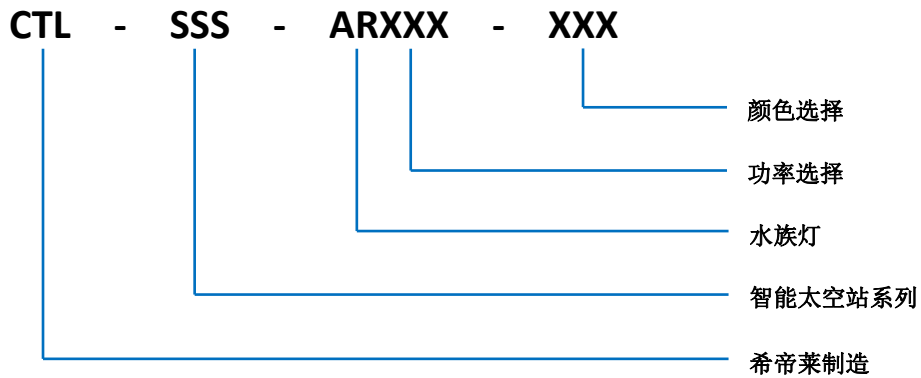 CTL - SSS - ARXXX - XXX
颜色选择
功率选择
水族灯
智能太空站系列
希帝莱制造